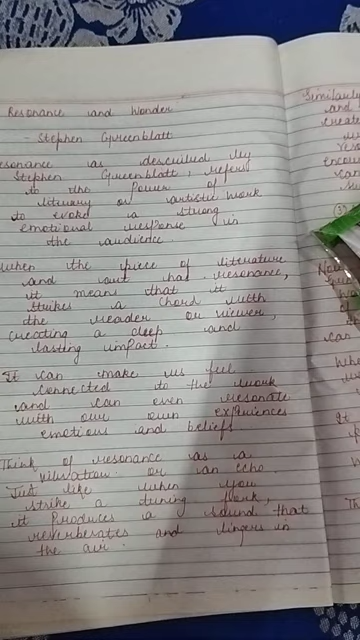 Resonance and Wonder
- Stephen Greenblatt
esonance as described by
Stephen Greenblatt, refers
to the Power of
literary or artistic work
to evoke a strong
emotional response in
the audience.
when the piece of literature
and art has resonance,
it means that it
strikes a chord with
the reader or viewer,
creating a deep and
lasting impact.
It can make us feel
connected to the work
and can even resonate
with our own experiences
emotions and beliefs
Think of resonance as a
vibration or an echo.
Just like when you
strike a tuning fork,
it Produces a sound that
reverberates and lingers in
the air.
Similarly
and
create